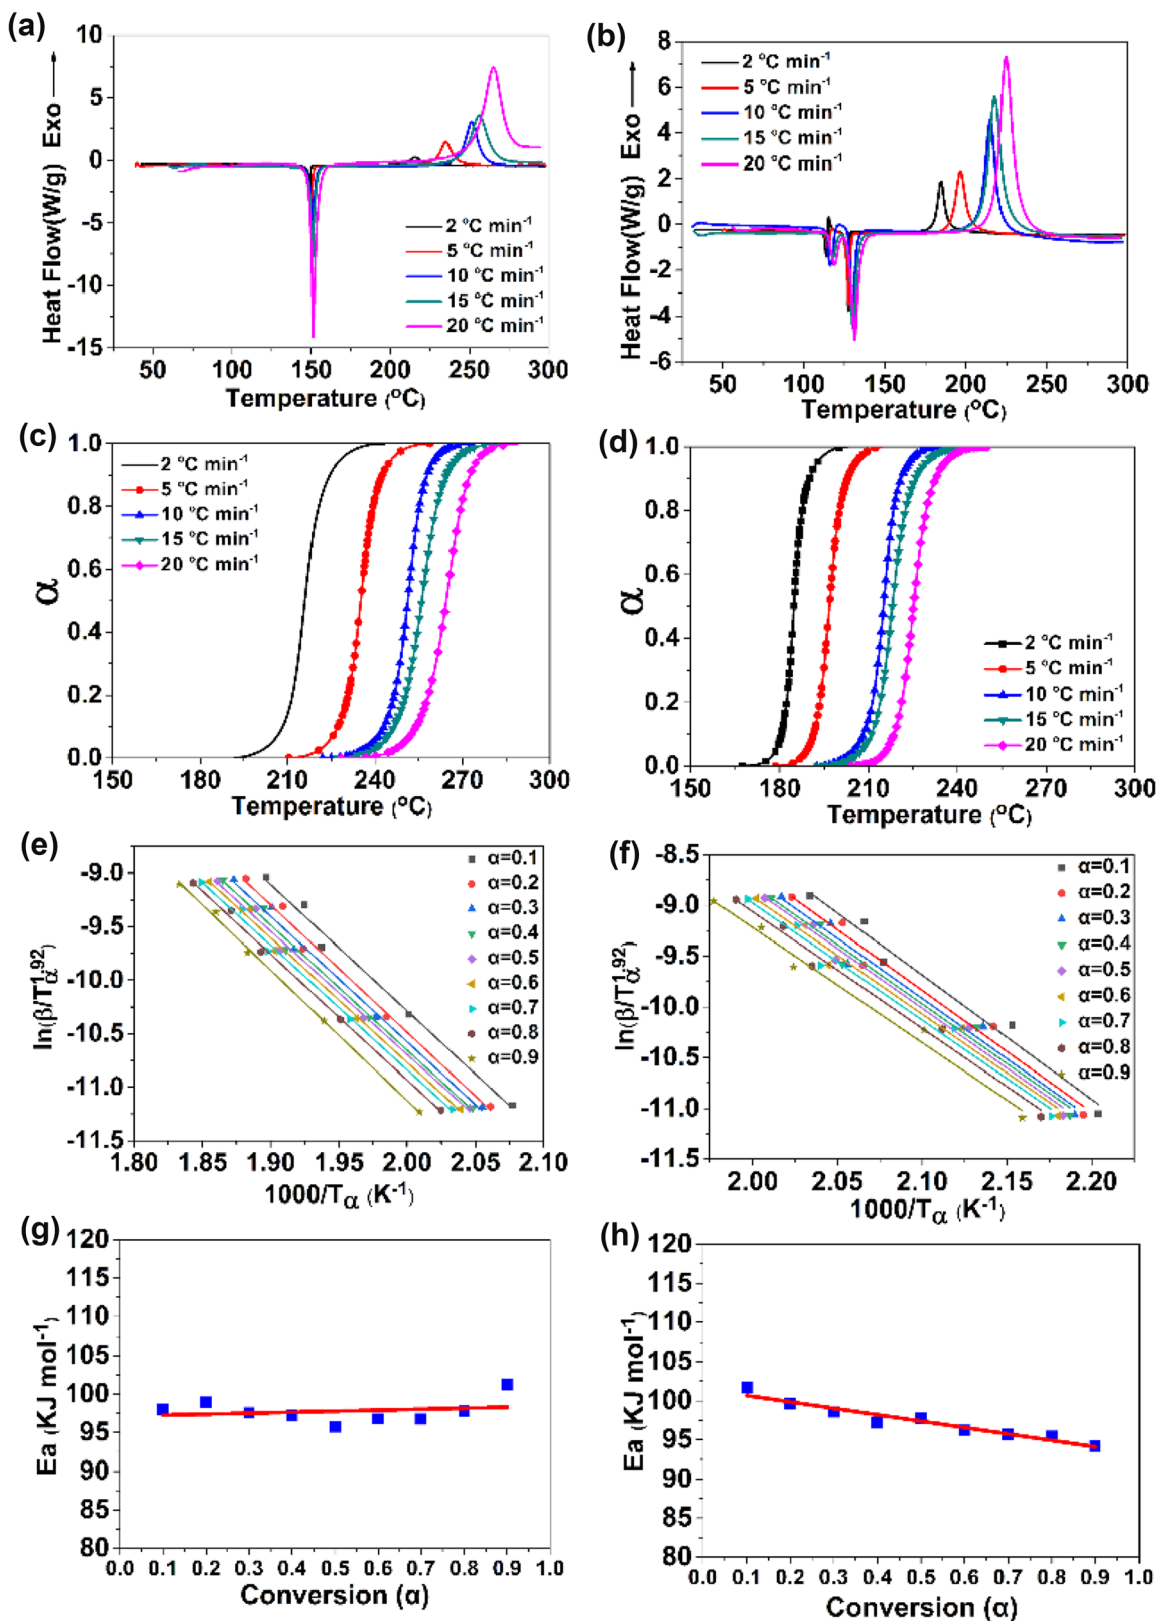 (a)
10
5
0
-5
-10
-15
Heat Flow(W/g) Exo
2 °C min-1
5 °C min-1
10 °C min-1
15 °C min-1
20 °C min-1
50 100 150 200 250 300
Temperature (°C)
(b)
8
6
4
2
0
-2
-4
-6
Heat Flow(W/g) Exo
2 °C min-1
5 °C min-1
10 °C min-1
15 °C min-1
20 °C min-1
50 100 150 200 250 300
Temperature (°C)
(c)
1.0
0.8
0.6
0.4
0.2
0.0
α
2 °C min-1
5 °C min-1
10 °C min-1
15 °C min-1
20 °C min-1
150 180 210 240 270 300
Temperature (°C)
(d)
1.0
0.8
0.6
0.4
0.2
0.0
α
2 °C min-1
5 °C min-1
10 °C min-1
15 °C min-1
20 °C min-1
150 180 210 240 270 300
Temperature (°C)
(e)
-9.0
-9.5
-10.0
-10.5
-11.0
-11.5
ln(β/Tα1.92)
α=0.1
α=0.2
α=0.3
α=0.4
α=0.5
α=0.6
α=0.7
α=0.8
α=0.9
1.80 1.85 1.90 1.95 2.00 2.05 2.10
1000/Tα (K-1)
(f)
-8.5
-9.0
-9.5
-10.0
-10.5
-11.0
-11.5
ln(β/Tα1.92)
α=0.1
α=0.2
α=0.3
α=0.4
α=0.5
α=0.6
α=0.7
α=0.8
α=0.9
2.00 2.05 2.10 2.15 2.20
1000/Tα (K-1)
(g)
120
115
110
105
100
95
90
85
80
Ea (KJ mol-1)
0.0 0.1 0.2 0.3 0.4 0.5 0.6 0.7 0.8 0.9 1.0
Conversion (α)
(h)
120
115
110
105
100
95
90
85
80
Ea (KJ mol-1)
0.0 0.1 0.2 0.3 0.4 0.5 0.6 0.7 0.8 0.9 1.0
Conversion (α)